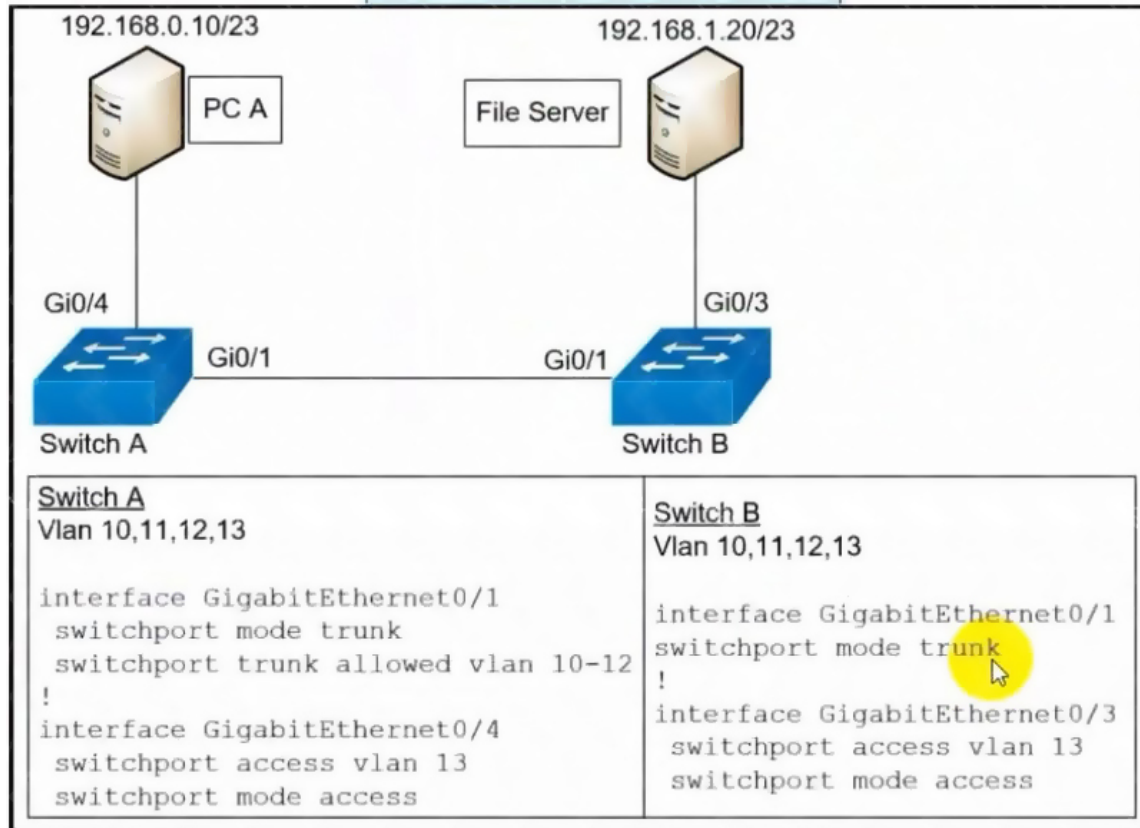 192.168.0.10/23
192.168.1.20/23
PC A
File Server
Gi0/4
Gi0/3
Gi0/1
Gi0/1
Switch A
Switch B
Switch A
Vlan 10,11,12,13
interface GigabitEthernet0/1
switchport mode trunk
switchport trunk allowed vlan 10-12
!
interface GigabitEthernet0/4
switchport access vlan 13
switchport mode access
Switch B
Vlan 10,11,12,13
interface GigabitEthernet0/1
switchport mode trunk
!
interface GigabitEthernet0/3
switchport access vlan 13
switchport mode access